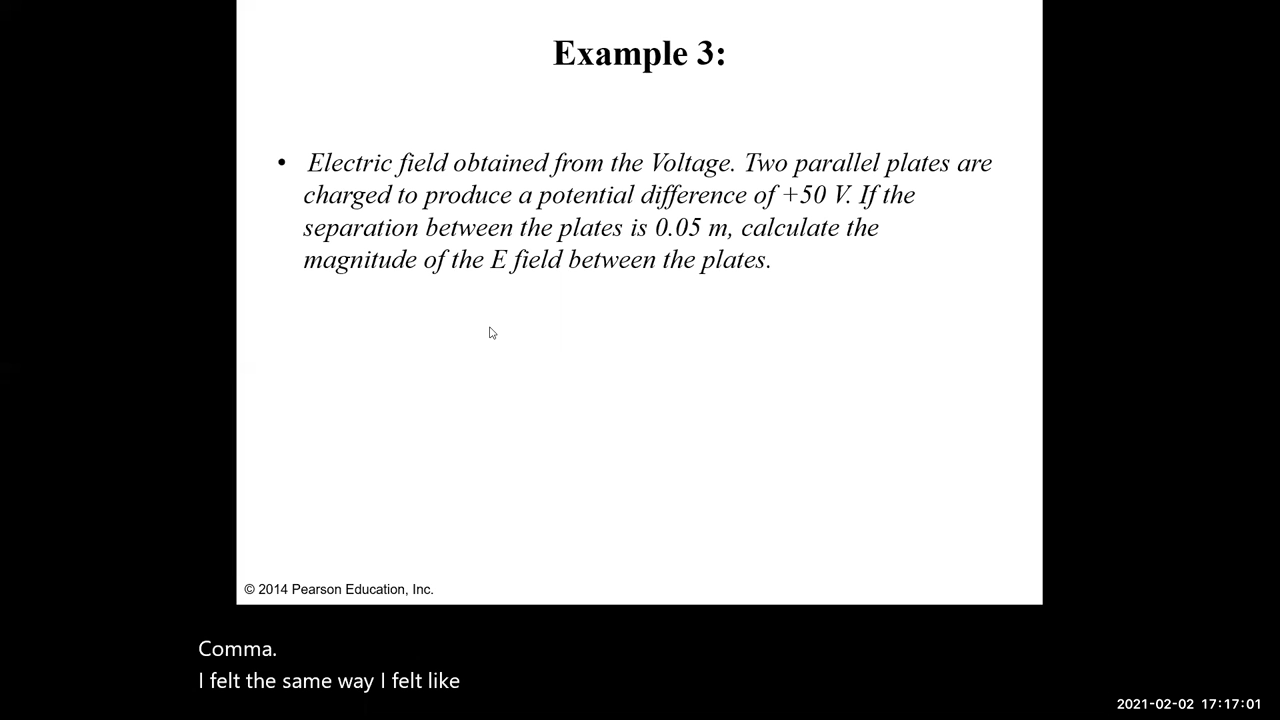 Example 3:
• Electric field obtained from the Voltage. Two parallel plates are
charged to produce a potential difference of +50 V. If the
separation between the plates is 0.05 m, calculate the
magnitude of the E field between the plates.
© 2014 Pearson Education, Inc.
Comma.
I felt the same way I felt like
2021-02-02 17:17:01